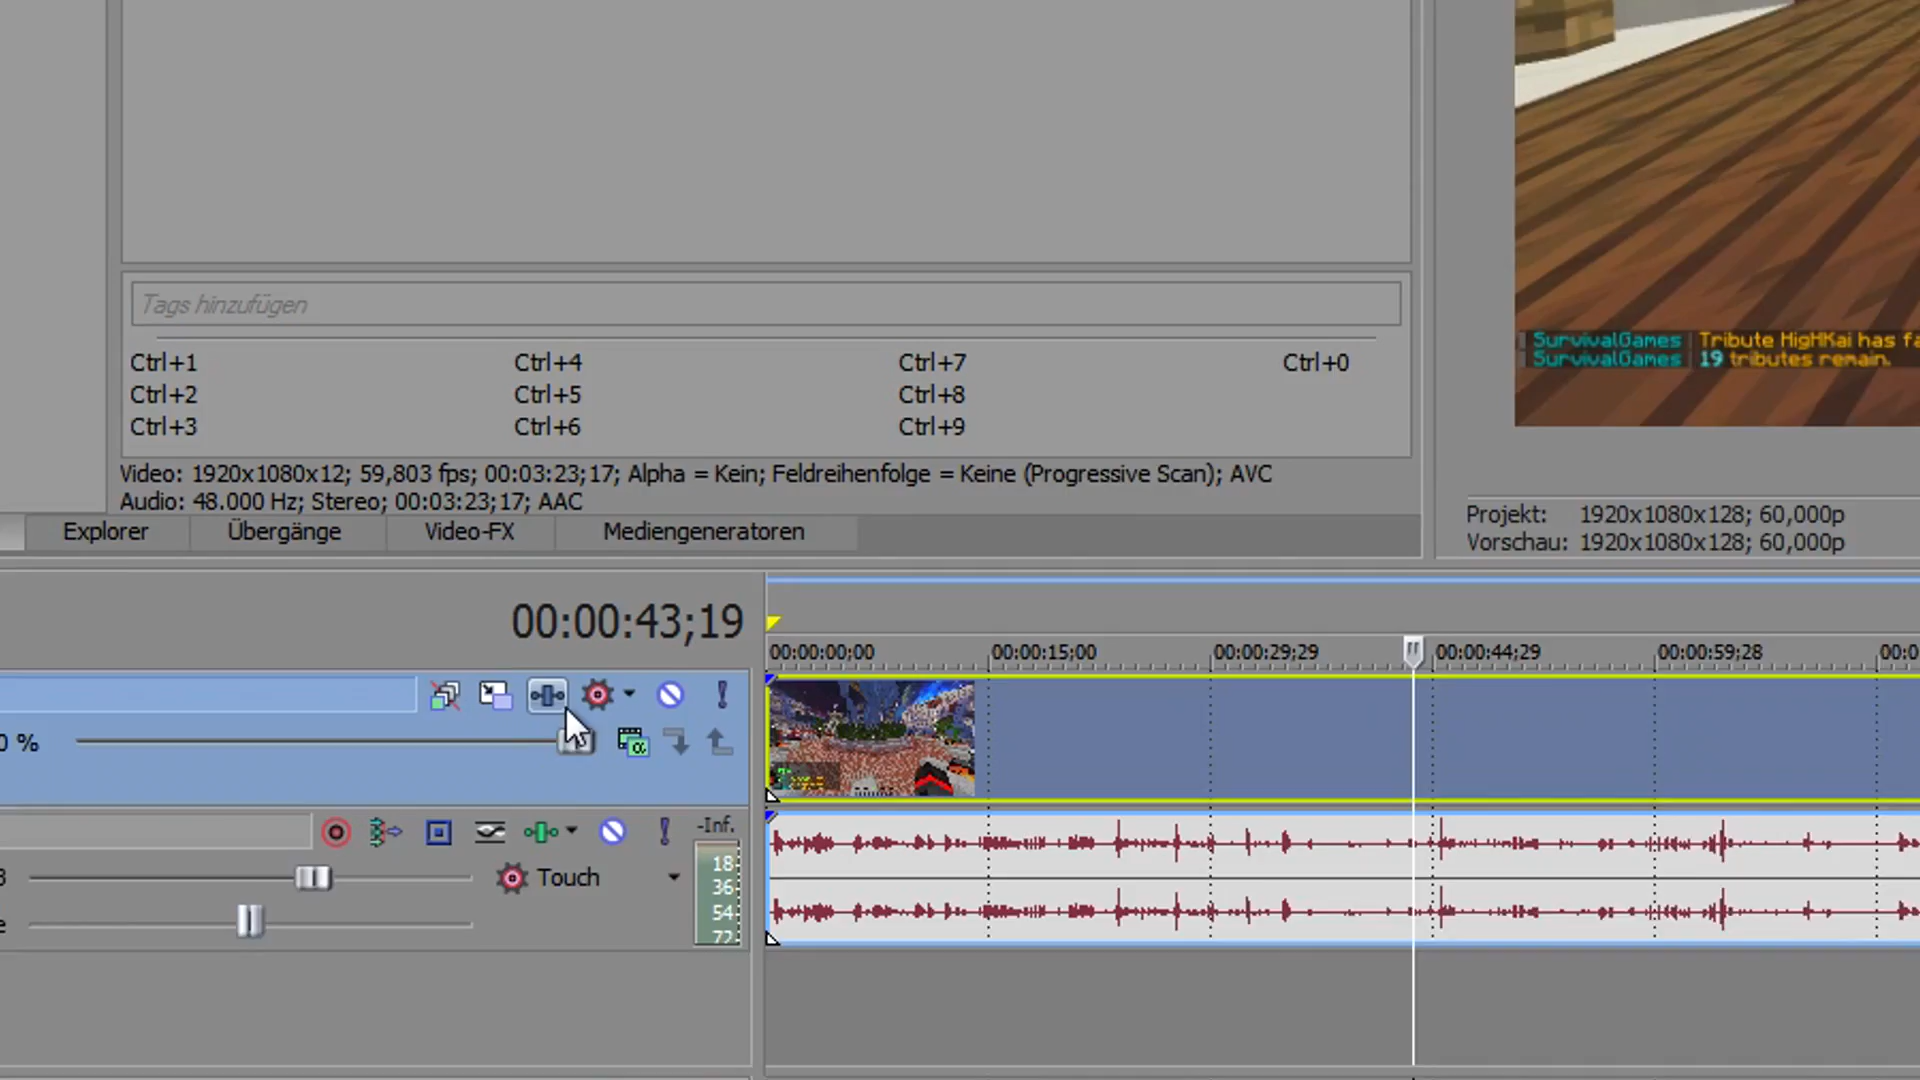 Tags hinzufügen
Ctrl+1 Ctrl+4 Ctrl+7 Ctrl+0
Ctrl+2 Ctrl+5 Ctrl+8
Ctrl+3 Ctrl+6 Ctrl+9
Video: 1920x1080x12; 59,803 fps; 00:03:23;17; Alpha = Kein; Feldreihenfolge = Keine (Progressive Scan); AVC
Audio: 48.000 Hz; Stereo; 00:03:23;17; AAC
Explorer Übergänge Video-FX Mediengeneratoren
SurvivalGames | Tribute HigHKai has fa
SurvivalGames | 19 tributes remain.
Projekt: 1920x1080x128; 60,000p
Vorschau: 1920x1080x128; 60,000p
00:00:43;19
00:00:00;00 00:00:15;00 00:00:29;29 00:00:44;29 00:00:59;28 00:0
0 %
-Inf.
18
36
54
72
Touch